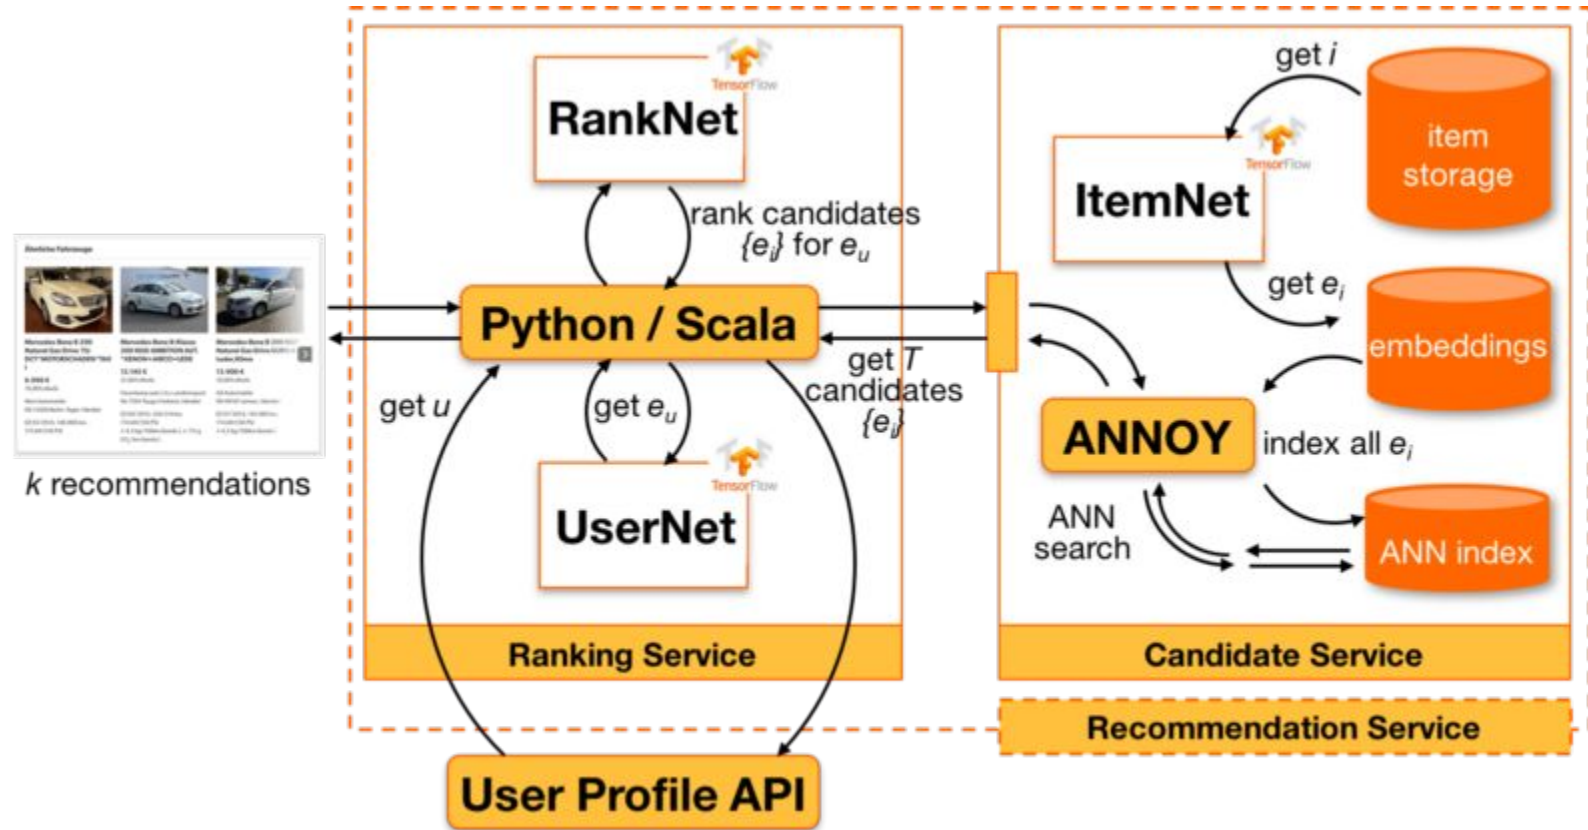 TensorFlow
RankNet
rank candidates
{e_i} for e_u
Python / Scala
get u
get e_u
TensorFlow
UserNet
Ranking Service
User Profile API
Ähnliche Fahrzeuge
k recommendations
get T
candidates
{e_i}
get i
item
storage
TensorFlow
ItemNet
get e_i
embeddings
ANNOY
index all e_i
ANN
search
ANN index
Candidate Service
Recommendation Service